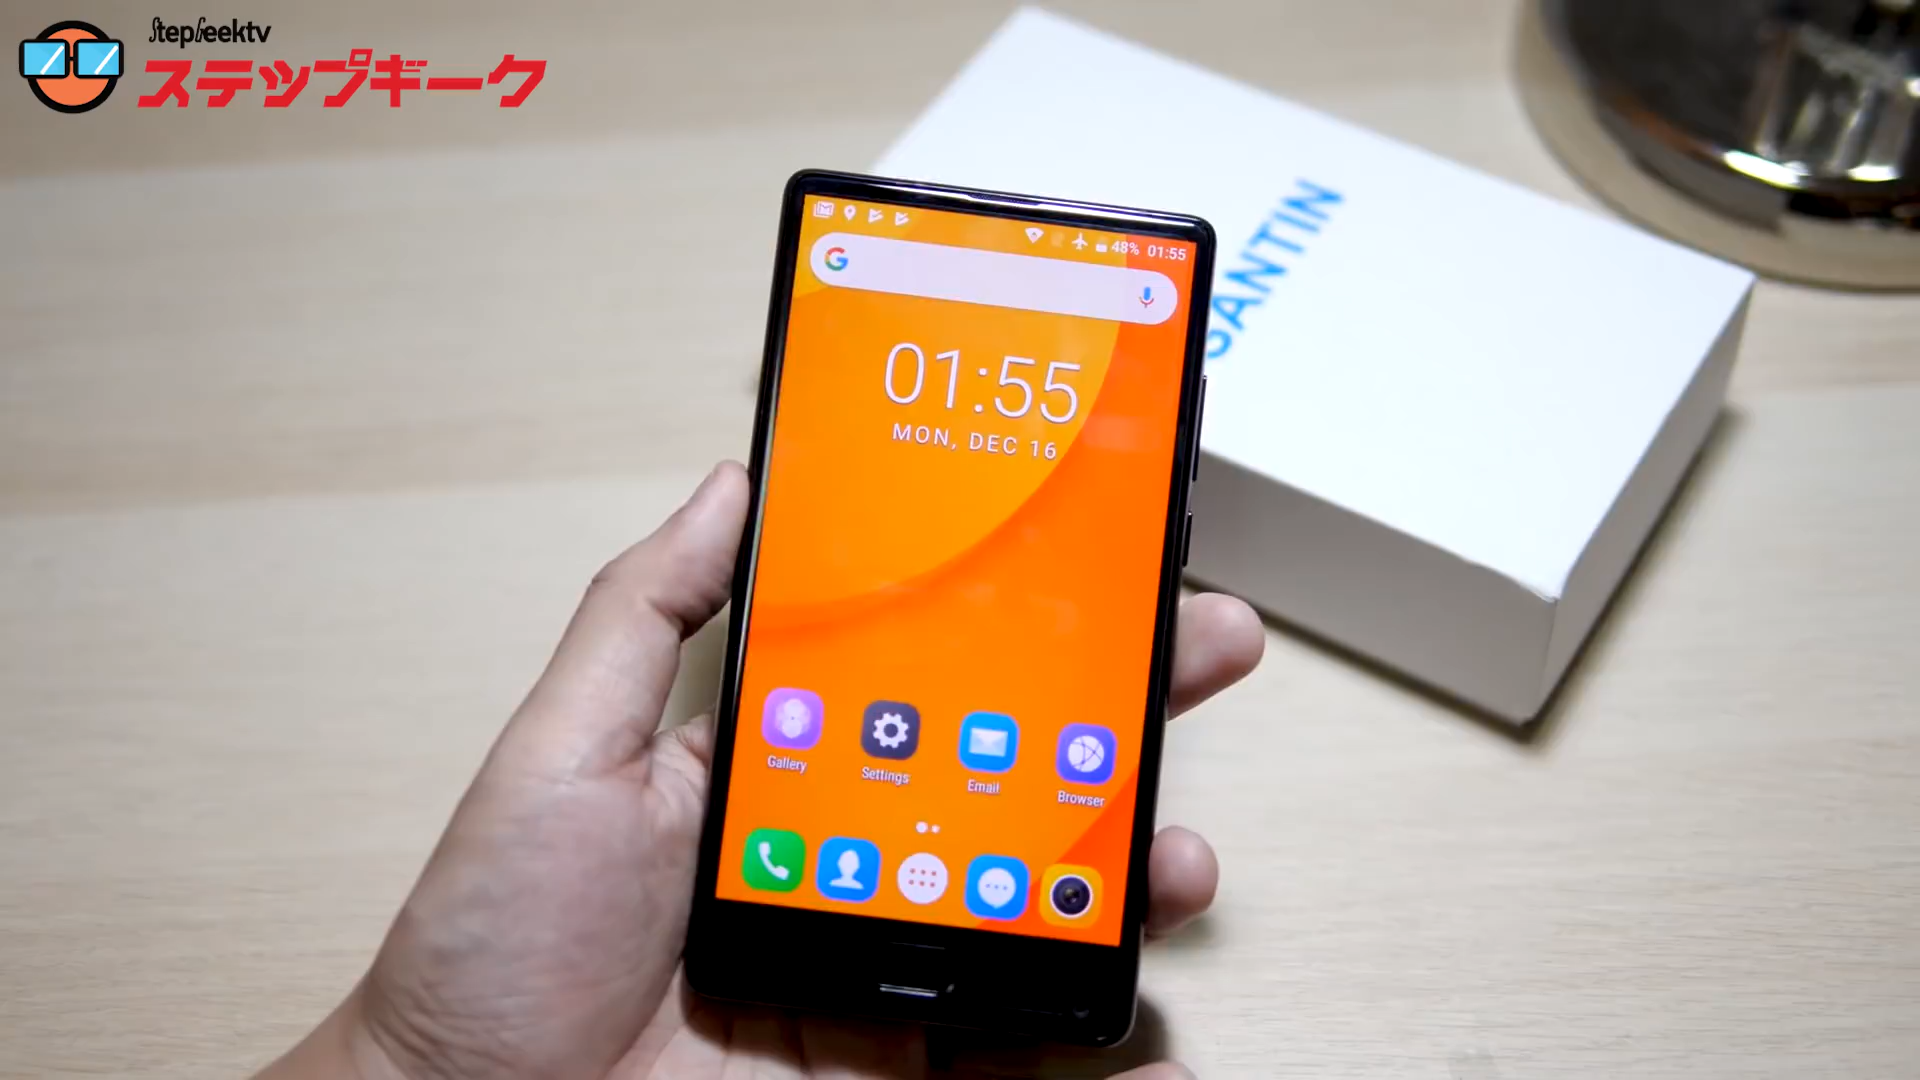 StepGeektv
ステップギーク
48% 01:55
SANTIN
01:55
MON, DEC 16
Gallery
Settings
Email
Browser